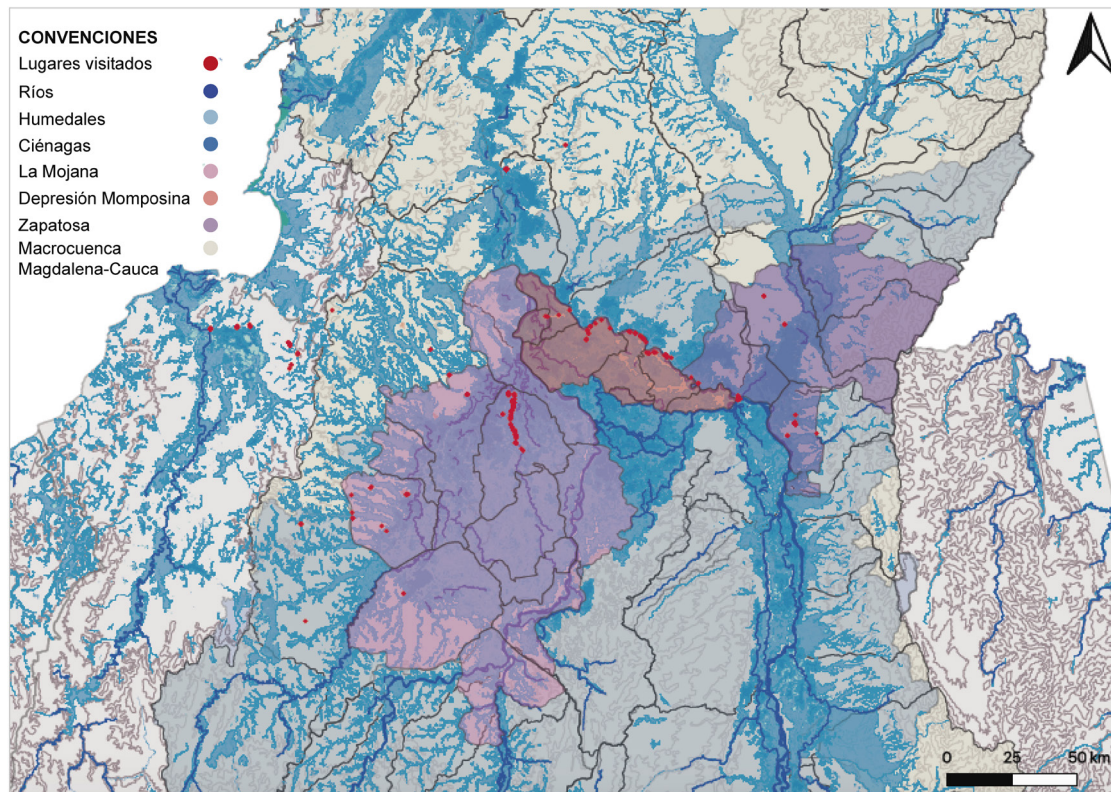 CONVENCIONES
Lugares visitados
Ríos
Humedales
Ciénagas
La Mojana
Depresión Momposina
Zapatosa
Macrocuenca
Magdalena-Cauca
0 25 50 km